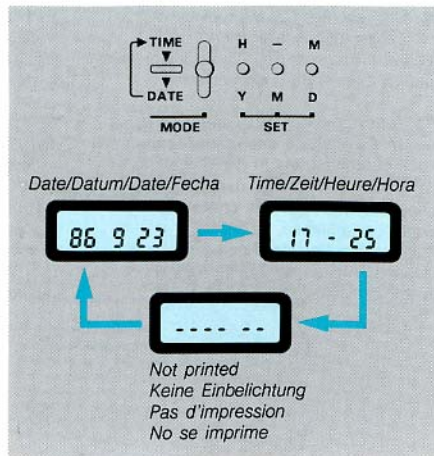 TIME H – M
DATE Y M D
MODE SET
Date/Datum/Date/Fecha Time/Zeit/Heure/Hora
86 9 23 17 - 25
---- --
Not printed
Keine Einbelichtung
Pas d'impression
No se imprime